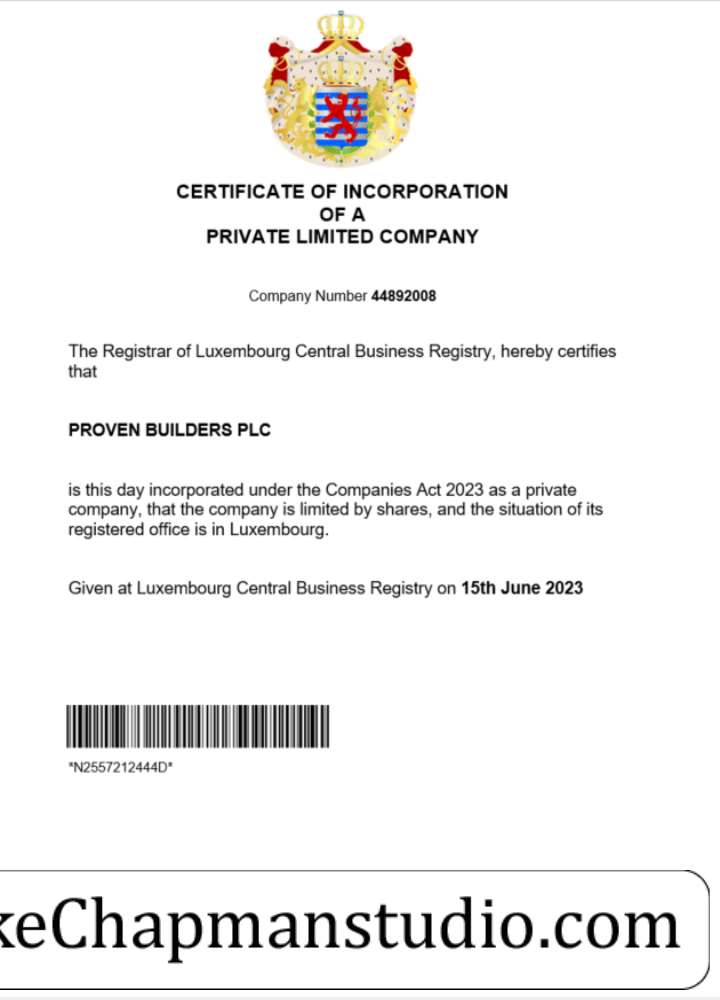 CERTIFICATE OF INCORPORATION
OF A
PRIVATE LIMITED COMPANY
Company Number 44892008
The Registrar of Luxembourg Central Business Registry, hereby certifies
that
PROVEN BUILDERS PLC
is this day incorporated under the Companies Act 2023 as a private
company, that the company is limited by shares, and the situation of its
registered office is in Luxembourg.
Given at Luxembourg Central Business Registry on 15th June 2023
*N2557212444D*
keChapmanstudio.com